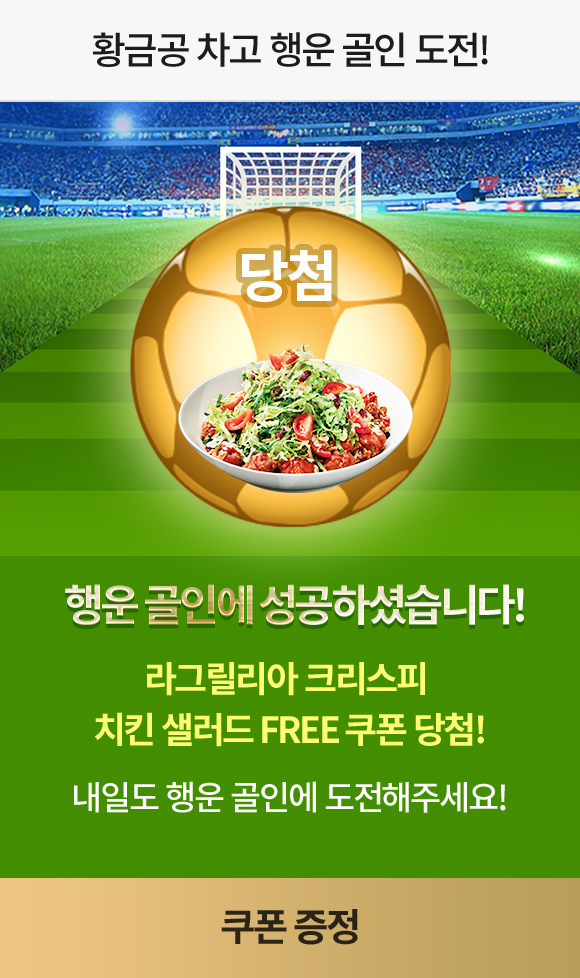 황금공 차고 행운 골인 도전!
당첨
행운 골인에 성공하셨습니다!
라그릴리아 크리스피
치킨 샐러드 FREE 쿠폰 당첨!
내일도 행운 골인에 도전해주세요!
쿠폰 증정